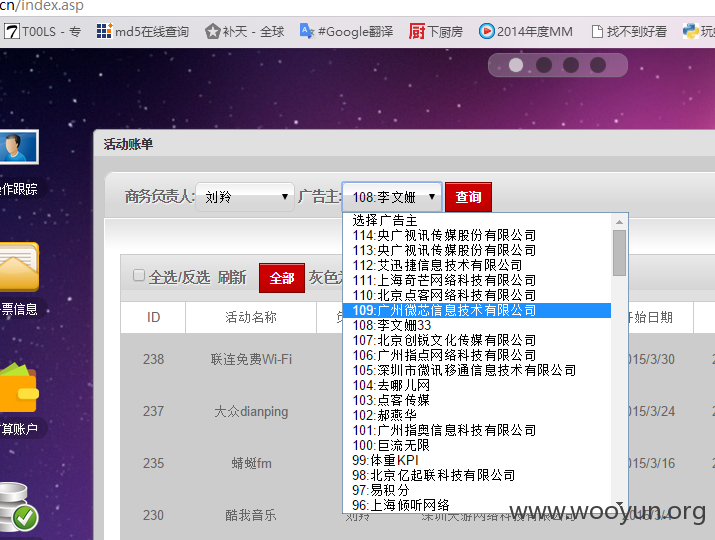 cn/index.asp
T00LS - 专
md5在线查询
补天 - 全球
#Google翻译
下厨房
2014年度MM
找不到好看
玩
活动账单
作跟踪
商务负责人:
刘羚
广告主:
108:李文姗
查询
选择广告主
114:央广视讯传媒股份有限公司
113:央广视讯传媒股份有限公司
112:艾迅捷信息技术有限公司
111:上海奇芒网络科技有限公司
110:北京点客网络科技有限公司
109:广州微芯信息技术有限公司
108:李文姗33
107:北京创锐文化传媒有限公司
106:广州指点网络科技有限公司
105:深圳市微讯移通信息技术有限公司
104:去哪儿网
103:点客传媒
102:郝燕华
101:广州指奥信息科技有限公司
100:巨流无限
99:体重KPI
98:北京亿起联科技有限公司
97:易积分
96:上海倾听网络
全选/反选
刷新
全部
灰色
票信息
ID
活动名称
开始日期
238
联连免费Wi-Fi
2015/3/30
237
大众dianping
2015/3/24
算账户
235
蜻蜓fm
2015/3/16
230
酷我音乐
刘羚
www.wooyun.org